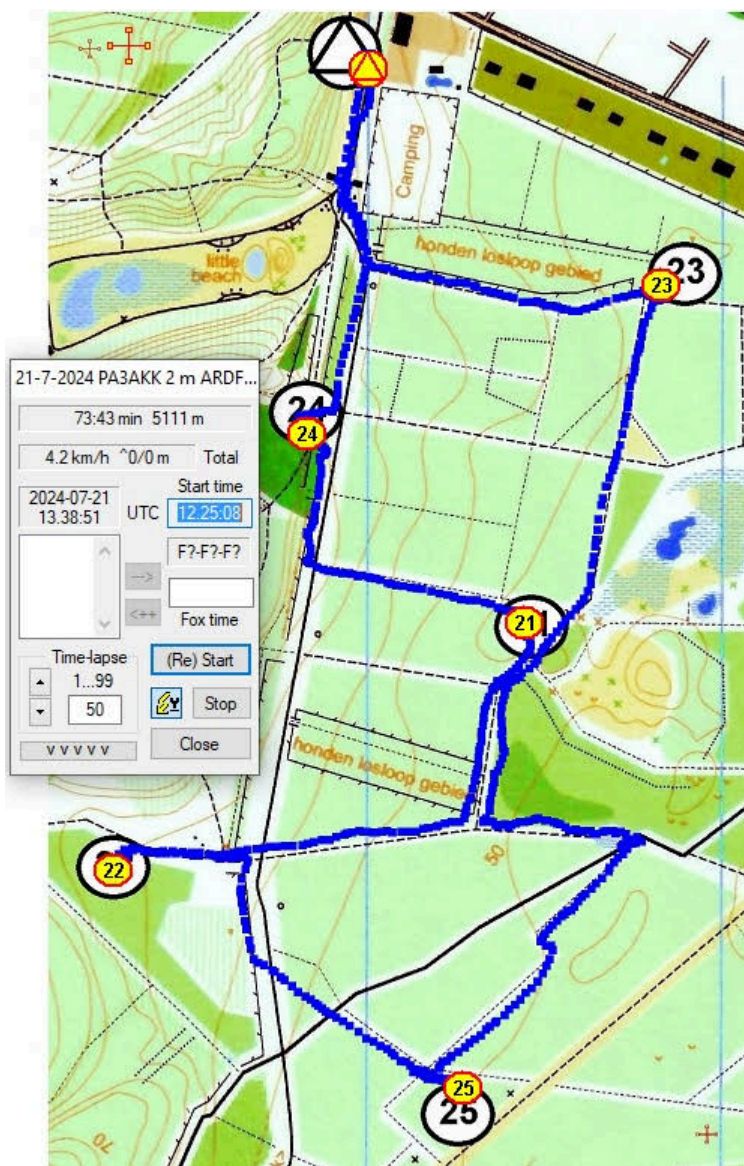 Camping
honden losloop gebied
23
23
little
beach
24
24
21-7-2024 PA3AKK 2 m ARDF...
73:43 min 5111 m
4.2 km/h ^0/0 m Total
Start time
2024-07-21
13.38:51
UTC
12.25:08
F?-F?-F?
-->
<++
Fox time
Time-lapse
1...99
50
(Re) Start
Stop
v v v v v
Close
21
honden losloop gebied
22
50
25
25
70